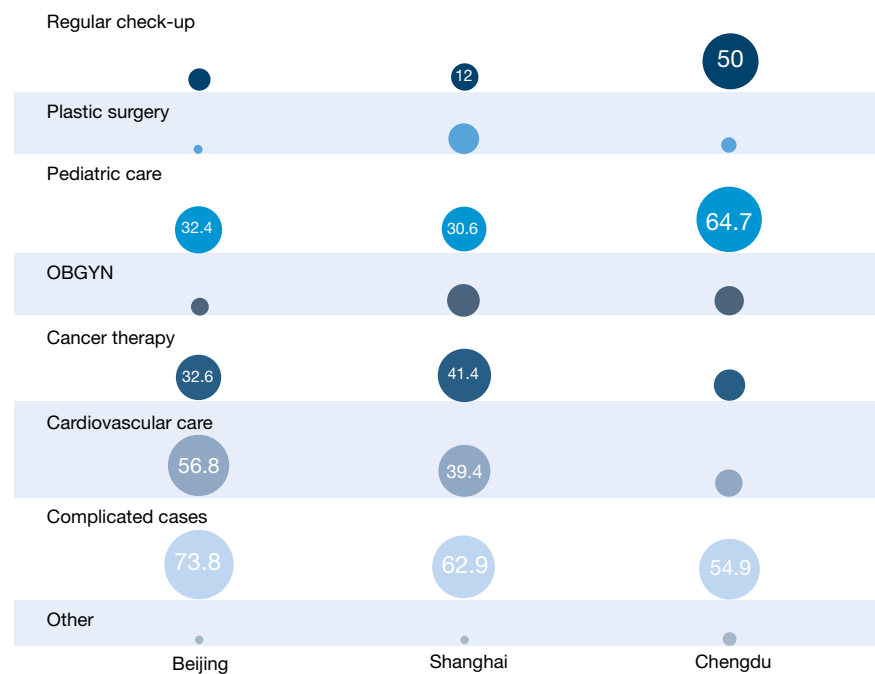 Regular check-up
12
50
Plastic surgery
Pediatric care
32.4
30.6
64.7
OBGYN
Cancer therapy
32.6
41.4
Cardiovascular care
56.8
39.4
Complicated cases
73.8
62.9
54.9
Other
Beijing
Shanghai
Chengdu